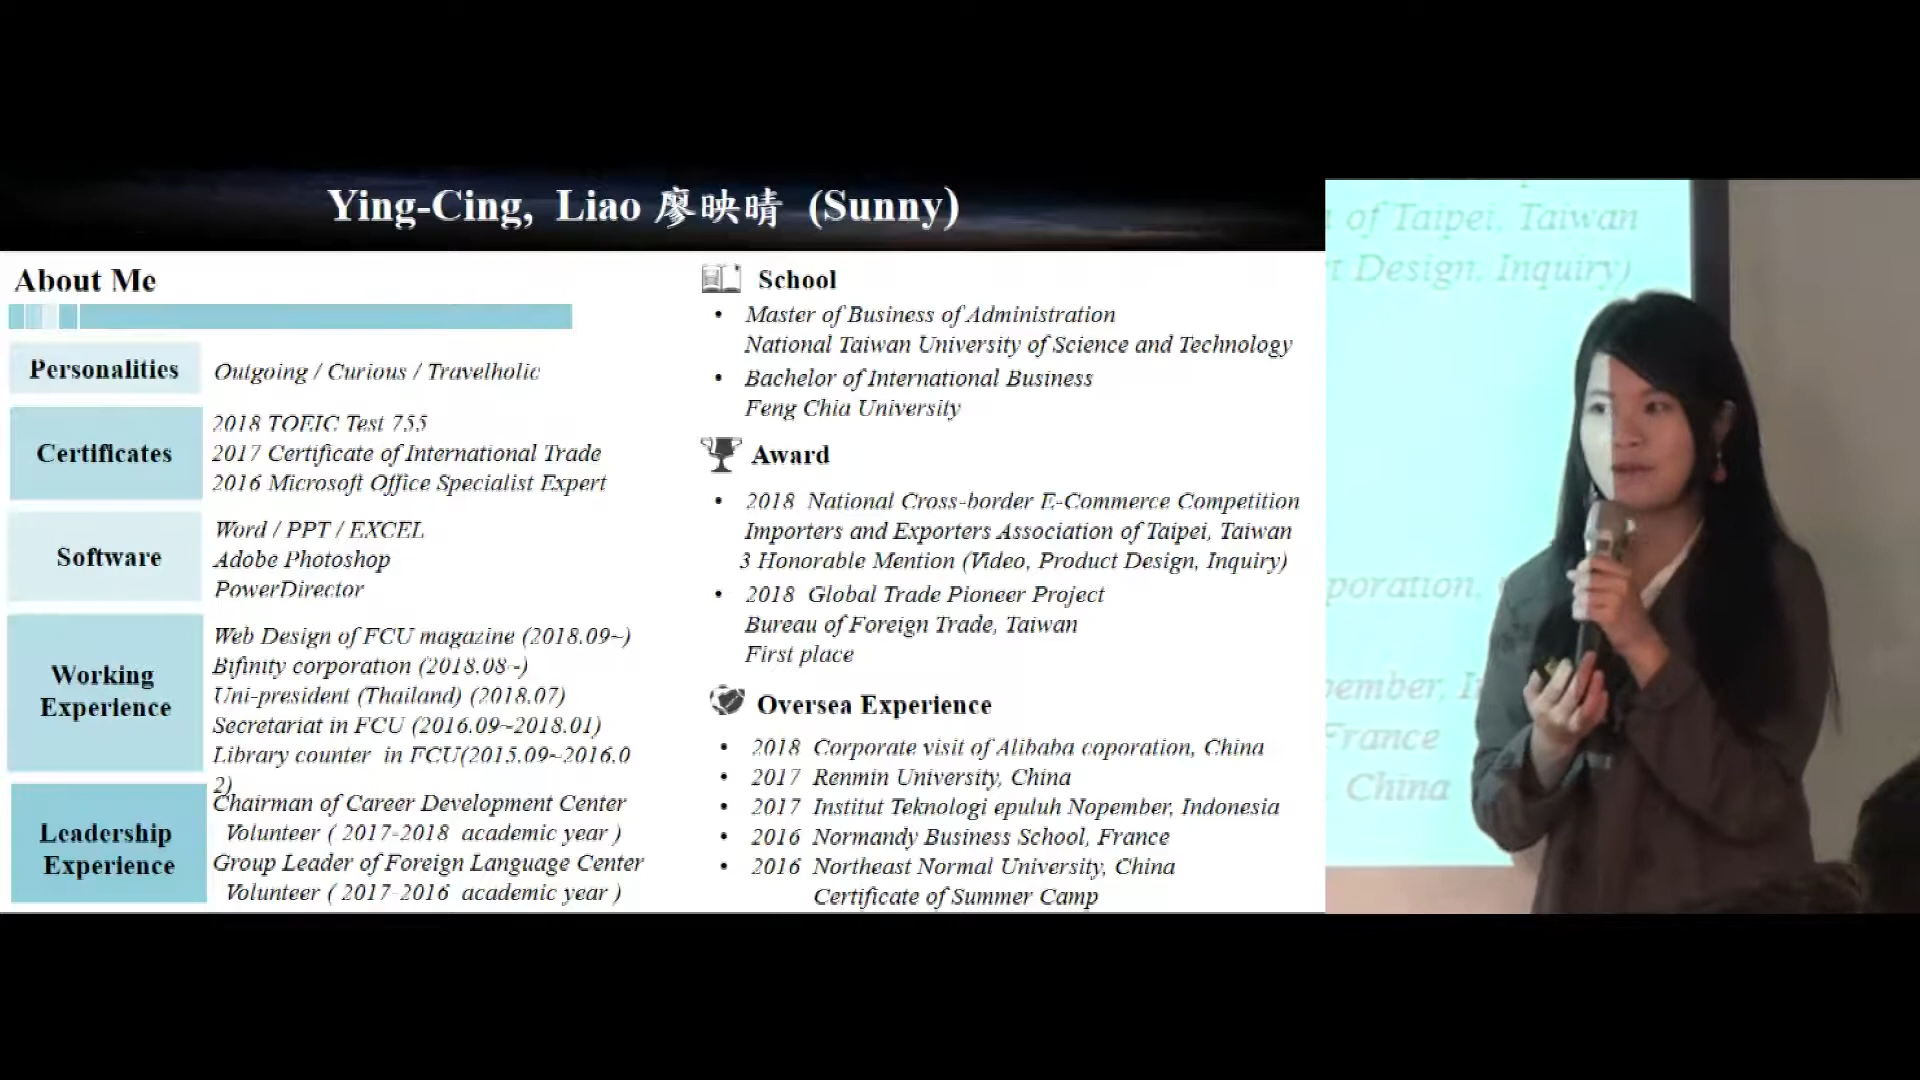 Ying-Cing, Liao 廖映晴 (Sunny)
About Me
Personalities
Outgoing / Curious / Travelholic
Certificates
2018 TOEIC Test 755
2017 Certificate of International Trade
2016 Microsoft Office Specialist Expert
Software
Word / PPT / EXCEL
Adobe Photoshop
PowerDirector
Working
Experience
Web Design of FCU magazine (2018.09~)
Bifinity corporation (2018.08~)
Uni-president (Thailand) (2018.07)
Secretariat in FCU (2016.09~2018.01)
Library counter in FCU(2015.09~2016.0
2)
Leadership
Experience
Chairman of Career Development Center
Volunteer ( 2017-2018 academic year )
Group Leader of Foreign Language Center
Volunteer ( 2017-2016 academic year )
School
• Master of Business of Administration
National Taiwan University of Science and Technology
• Bachelor of International Business
Feng Chia University
Award
• 2018 National Cross-border E-Commerce Competition
Importers and Exporters Association of Taipei, Taiwan
3 Honorable Mention (Video, Product Design, Inquiry)
• 2018 Global Trade Pioneer Project
Bureau of Foreign Trade, Taiwan
First place
Oversea Experience
• 2018 Corporate visit of Alibaba coporation, China
• 2017 Renmin University, China
• 2017 Institut Teknologi epuluh Nopember, Indonesia
• 2016 Normandy Business School, France
• 2016 Northeast Normal University, China
Certificate of Summer Camp
of Taipei, Taiwan
t Design, Inquiry)
poration,
ember, I
France
China